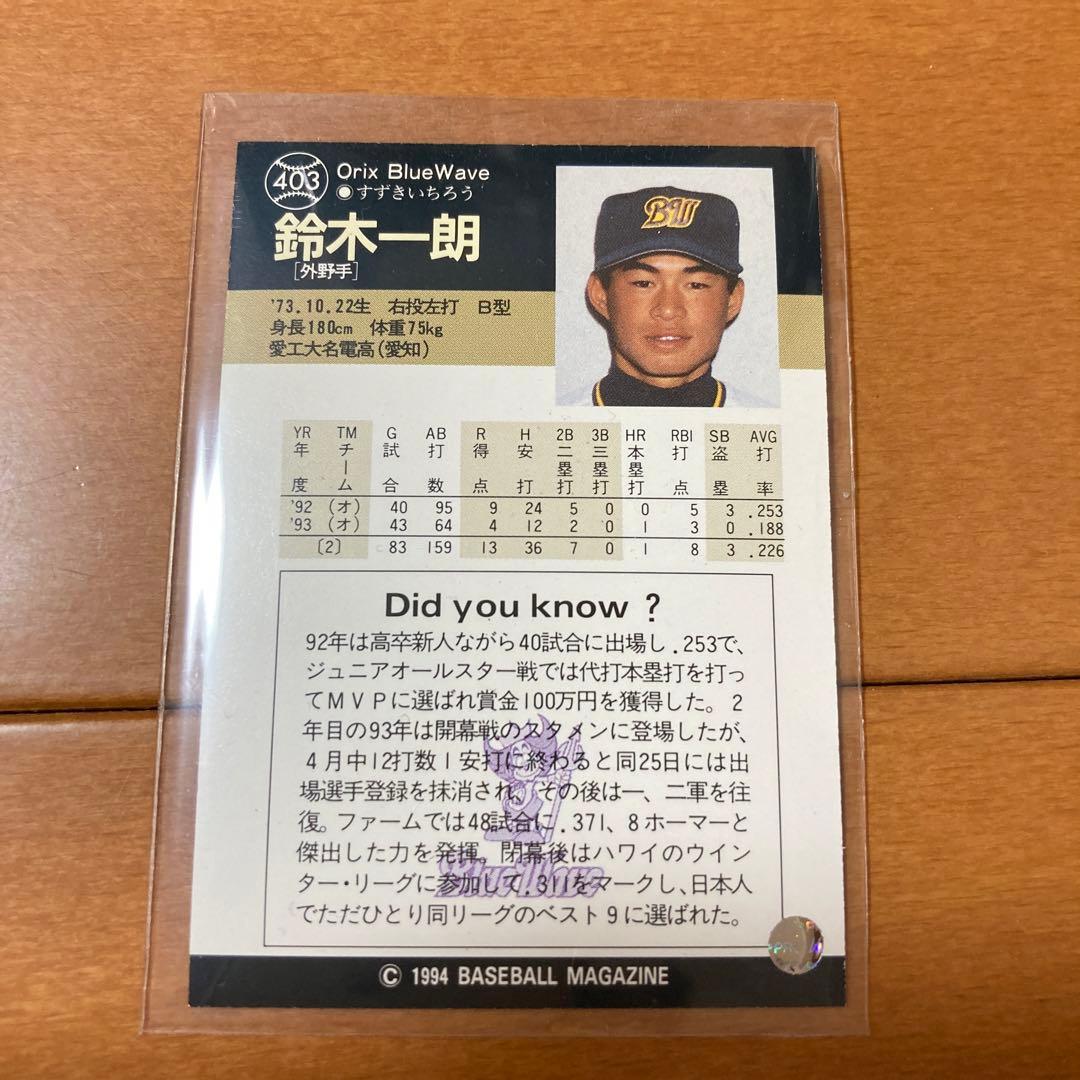 403
Orix BlueWave
●すずきいちろう
鈴木一朗
[外野手]
BW
'73.10.22生 右投左打 B型
身長180cm 体重75kg
愛工大名電高(愛知)
YR TM G AB R H 2B 3B HR RBI SB AVG
年度 チーム 試合 打数 得点 安打 二塁打 三塁打 本塁打 打点 盗塁 打率
'92 (オ) 40 95 9 24 5 0 0 5 3 .253
'93 (オ) 43 64 4 12 2 0 1 3 0 .188
〔2〕 83 159 13 36 7 0 1 8 3 .226
Did you know ?
92年は高卒新人ながら40試合に出場し.253で、
ジュニアオールスター戦では代打本塁打を打っ
てMVPに選ばれ賞金100万円を獲得した。2
年目の93年は開幕戦のスタメンに登場したが、
4月中12打数1安打に終わると同25日には出
場選手登録を抹消され、その後は一、二軍を往
復。ファームでは48試合に.371、8ホーマーと
傑出した力を発揮。閉幕後はハワイのウイン
ター・リーグに参加して.311をマークし、日本人
でただひとり同リーグのベスト9に選ばれた。
BlueWave
© 1994 BASEBALL MAGAZINE